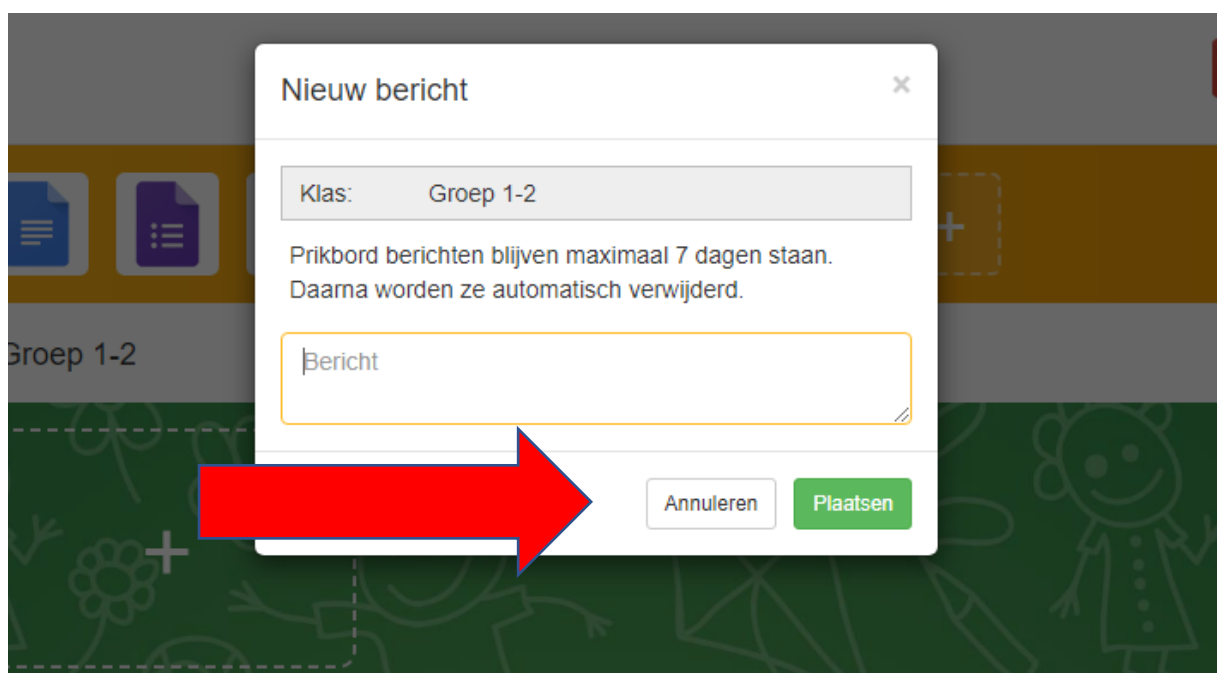 Nieuw bericht ×
Klas: Groep 1-2
Prikbord berichten blijven maximaal 7 dagen staan.
Daarna worden ze automatisch verwijderd.
Groep 1-2
Bericht
Annuleren Plaatsen